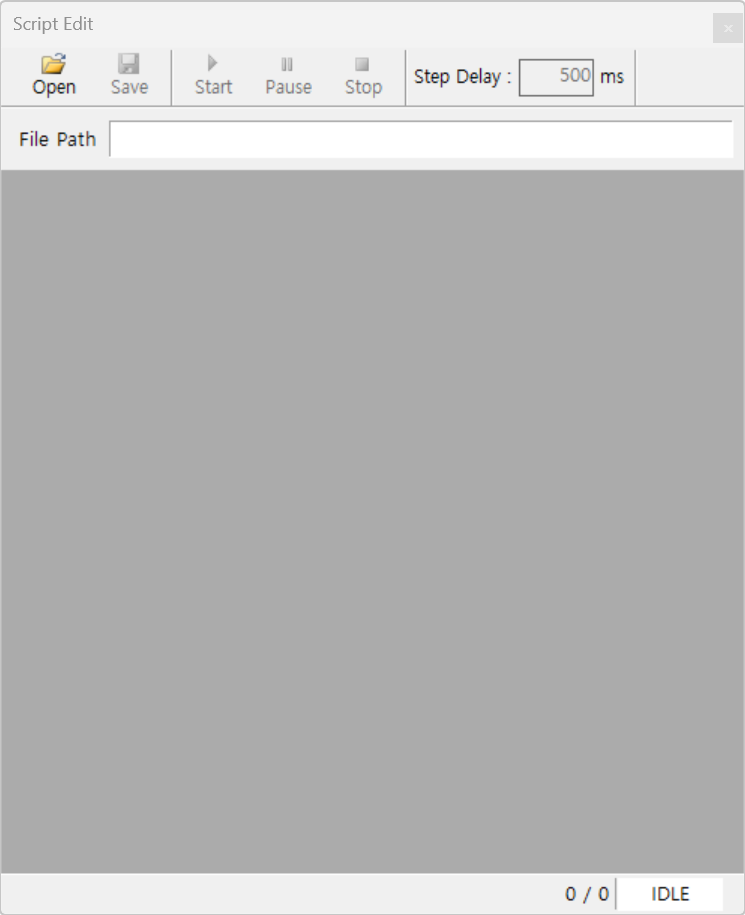 Script Edit
Open Save Start Pause Stop Step Delay : 500 ms
File Path
0 / 0 IDLE